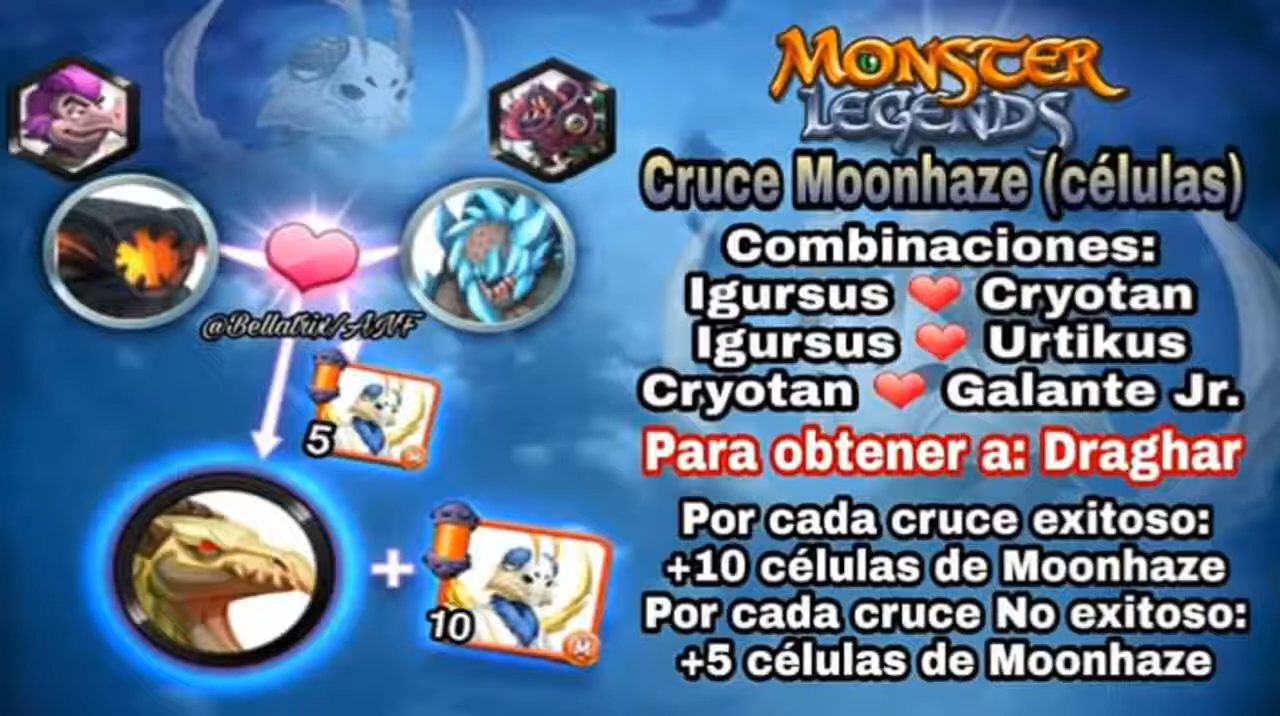 MONSTER
LEGENDS
Cruce Moonhaze (células)
Combinaciones:
Igursus ❤ Cryotan
Igursus ❤ Urtikus
Cryotan ❤ Galante Jr.
Para obtener a: Draghar
Por cada cruce exitoso:
+10 células de Moonhaze
Por cada cruce No exitoso:
+5 células de Moonhaze
@Bellatrix/ANF
5
M
+
10
M